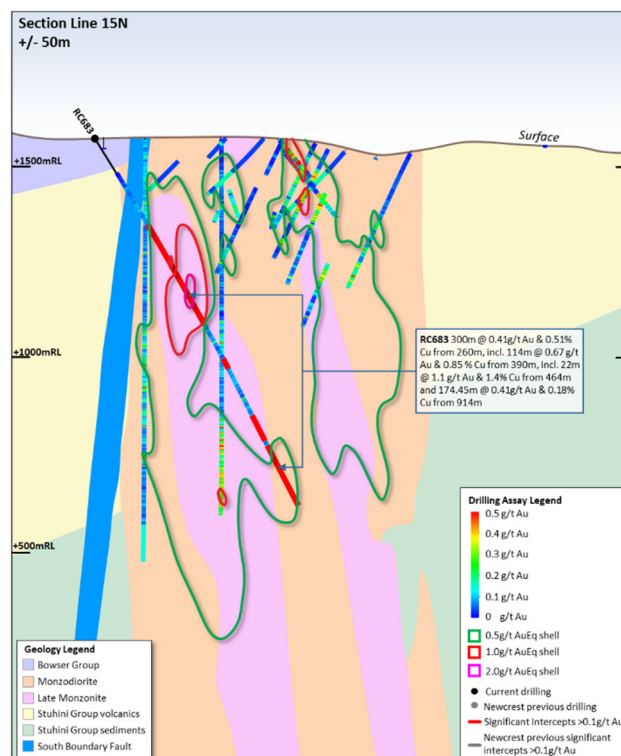 Section Line 15N
+/- 50m
RC683
Surface
+1500mRL
+1000mRL
+500mRL
RC683 300m @ 0.41g/t Au & 0.51%
Cu from 260m, incl. 114m @ 0.67 g/t
Au & 0.85 % Cu from 390m, incl. 22m
@ 1.1 g/t Au & 1.4% Cu from 464m
and 174.45m @ 0.41g/t Au & 0.18%
Cu from 914m
Drilling Assay Legend
0.5 g/t Au
0.4 g/t Au
0.3 g/t Au
0.2 g/t Au
0.1 g/t Au
0 g/t Au
0.5g/t AuEq shell
1.0g/t AuEq shell
2.0g/t AuEq shell
Current drilling
Newcrest previous drilling
Significant Intercepts >0.1g/t Au
Newcrest previous significant
intercepts >0.1g/t Au
Geology Legend
Bowser Group
Monzodiorite
Late Monzonite
Stuhini Group volcanics
Stuhini Group sediments
South Boundary Fault